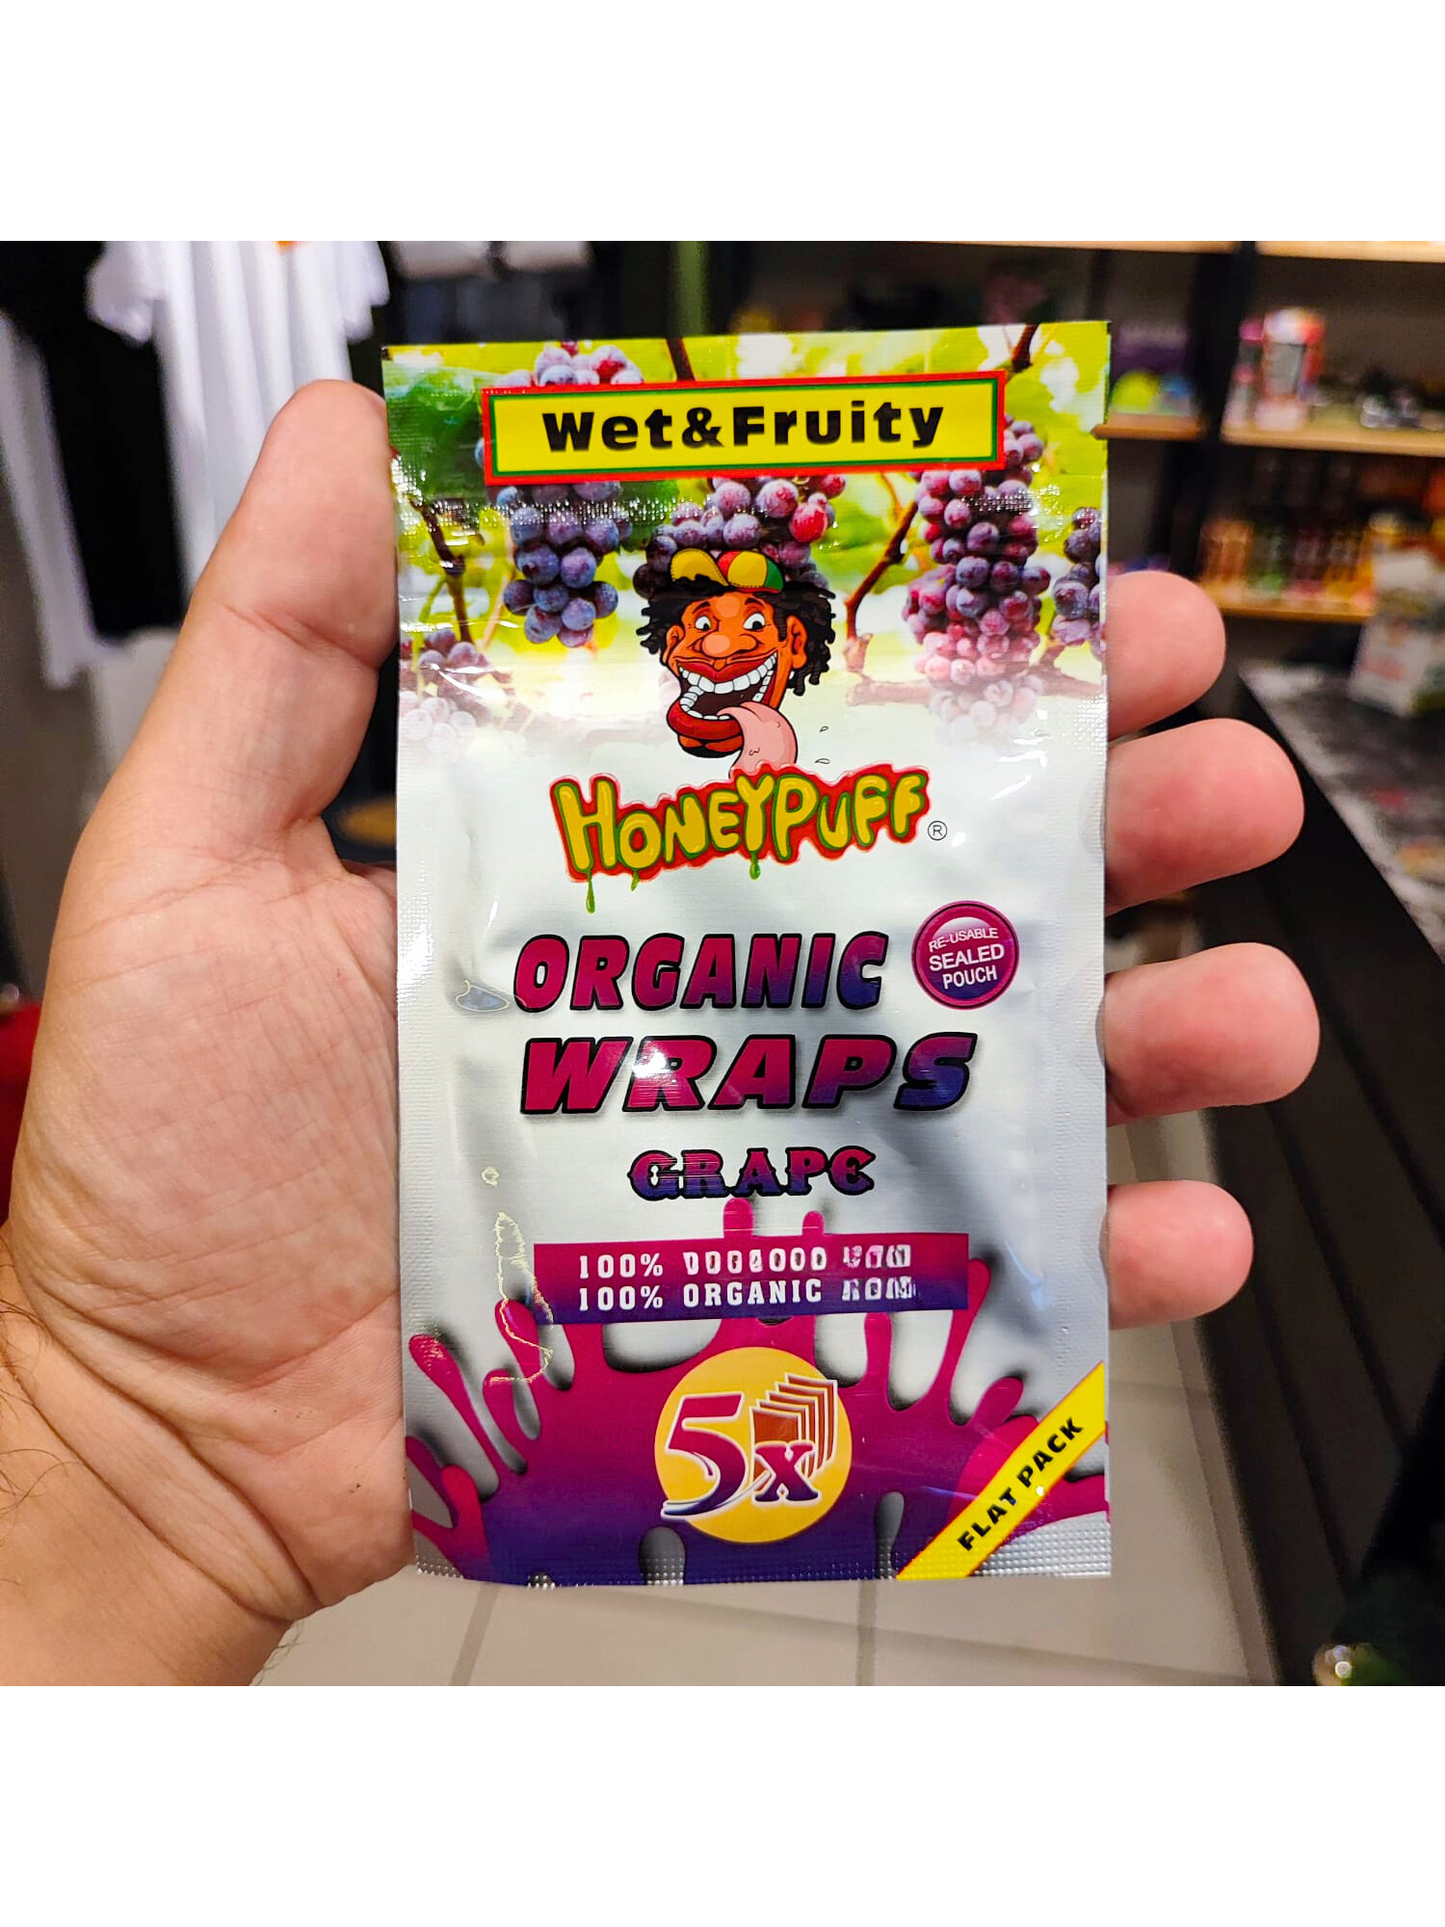 Wet&Fruity
HONEYPUFF ®
ORGANIC
WRAPS
RE-USABLE
SEALED
POUCH
GRAPE
100%
100% ORGANIC
5x
FLAT PACK